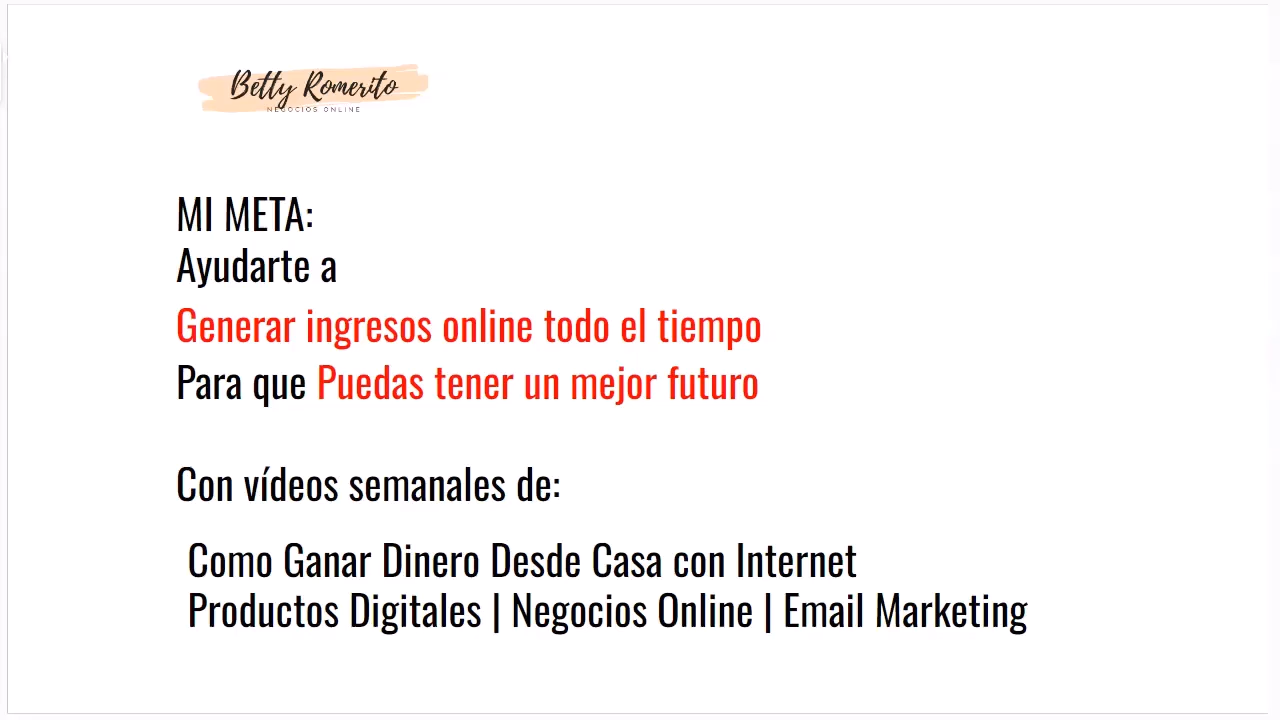 Betty Romerito
NEGOCIOS ONLINE
MI META:
Ayudarte a
Generar ingresos online todo el tiempo
Para que Puedas tener un mejor futuro
Con vídeos semanales de:
Como Ganar Dinero Desde Casa con Internet
Productos Digitales | Negocios Online | Email Marketing